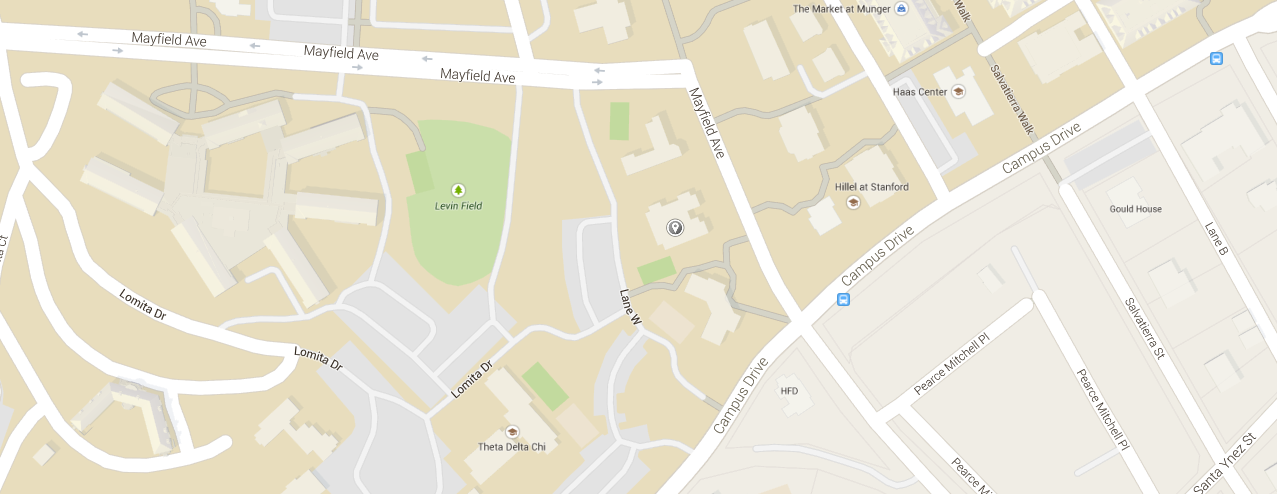 The Market at Munger
Walk
Mayfield Ave
Mayfield Ave
Mayfield Ave
Mayfield Ave
Haas Center
Salvatierra Walk
Campus Drive
Levin Field
Hillel at Stanford
Gould House
Lane B
Campus Drive
Lomita Dr
Lane W
Salvatierra St
Lomita Dr
Lomita Dr
Pearce Mitchell Pl
Pearce Mitchell Pl
HFD
Campus Drive
Theta Delta Chi
Pearce M
Santa Ynez St